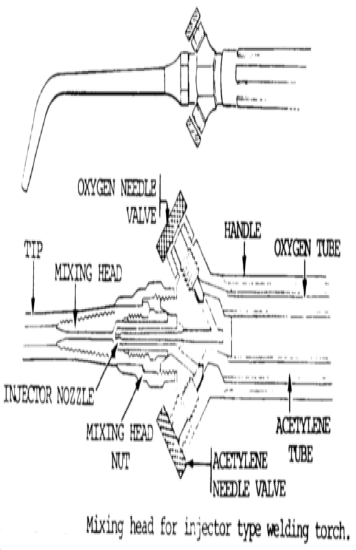 OXYGEN NEEDLE
VALVE
HANDLE
OXYGEN TUBE
TIP
MIXING HEAD
INJECTOR NOZZLE
MIXING HEAD
NUT
ACETYLENE
TUBE
ACETYLENE
NEEDLE VALVE
Mixing head for injector type welding torch.